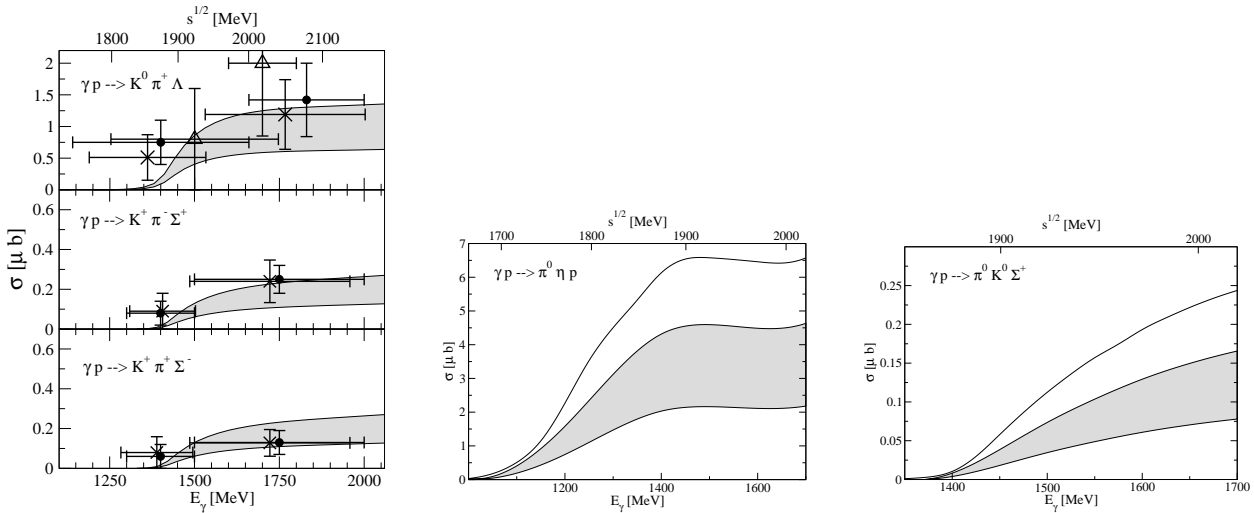 s^{1/2} [MeV]
1800 1900 2000 2100
γ p --> K^0 π^+ Λ
2
1.5
1
0.5
0
γ p --> K^+ π^- Σ^+
0.6
0.4
0.2
0
σ [μ b]
γ p --> K^+ π^+ Σ^-
0.6
0.4
0.2
0
1250 1500 1750 2000
E_γ [MeV]
s^{1/2} [MeV]
1700 1800 1900 2000
γ p --> π^0 η p
7
6
5
4
3
2
1
0
σ [μ b]
1200 1400 1600
E_γ [MeV]
s^{1/2} [MeV]
1900 2000
γ p --> π^0 K^0 Σ^+
0.25
0.2
0.15
0.1
0.05
0
σ [μ b]
1400 1500 1600 1700
E_γ [MeV]